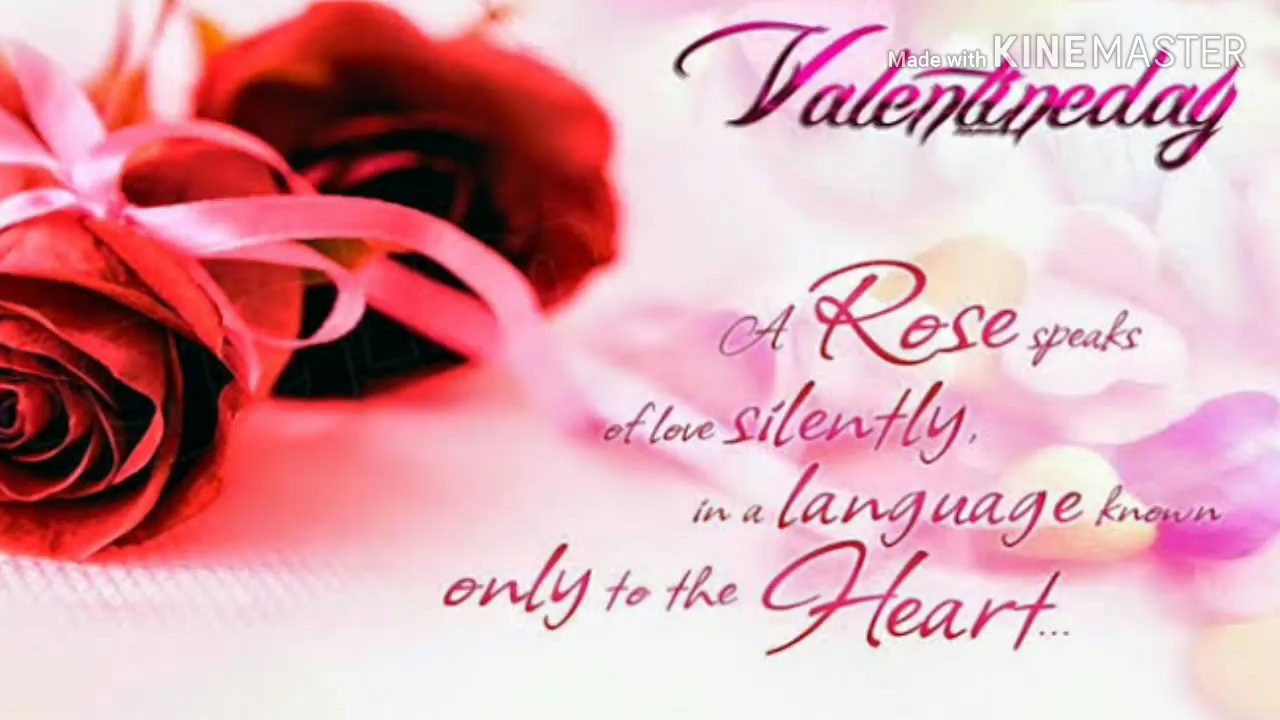 Made with KINEMASTER
Valentineday
A Rose speaks
of love silently,
in a language known
only to the Heart...